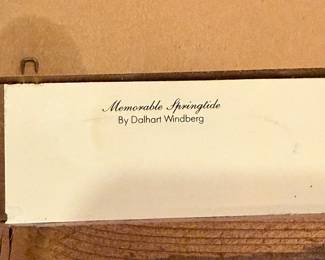 Memorable Springtide
By Dalhart Windberg